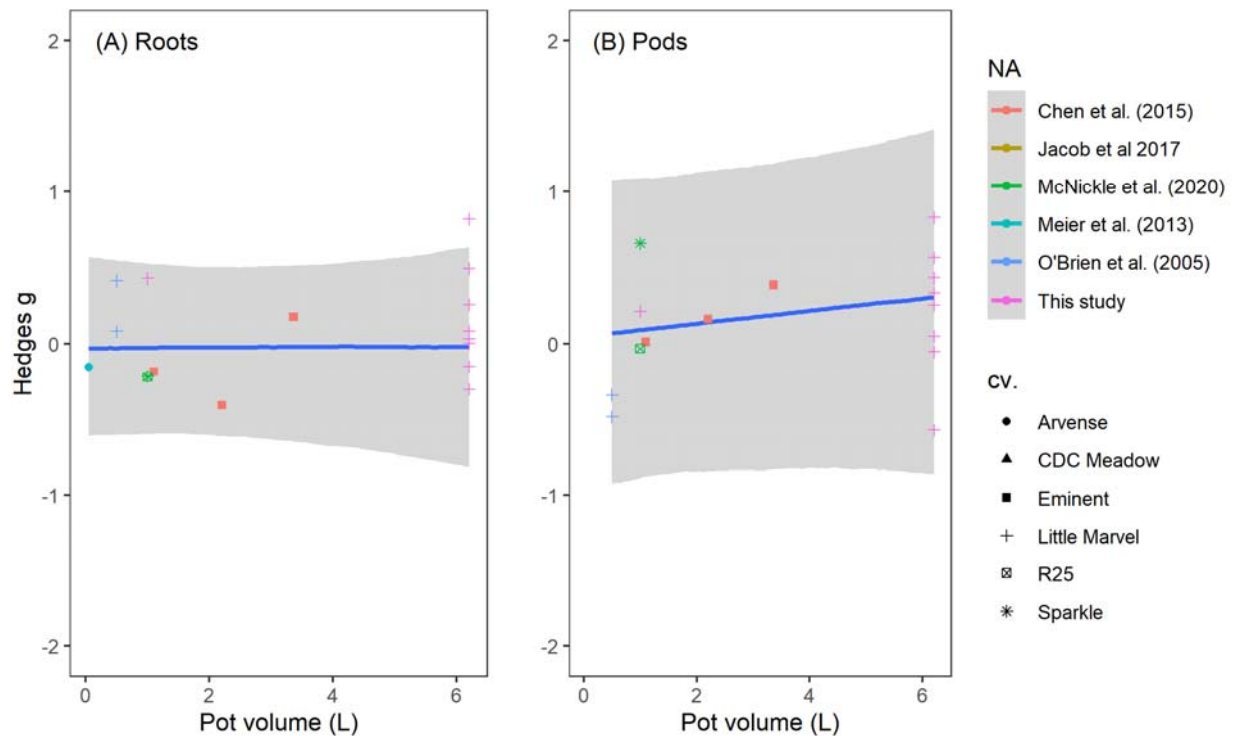 (A) Roots
(B) Pods
Hedges g
2
1
0
-1
-2
0
2
4
6
Pot volume (L)
2
1
0
-1
-2
0
2
4
6
Pot volume (L)
NA
Chen et al. (2015)
Jacob et al 2017
McNickle et al. (2020)
Meier et al. (2013)
O'Brien et al. (2005)
This study
cv.
Arvense
CDC Meadow
Eminent
Little Marvel
R25
Sparkle